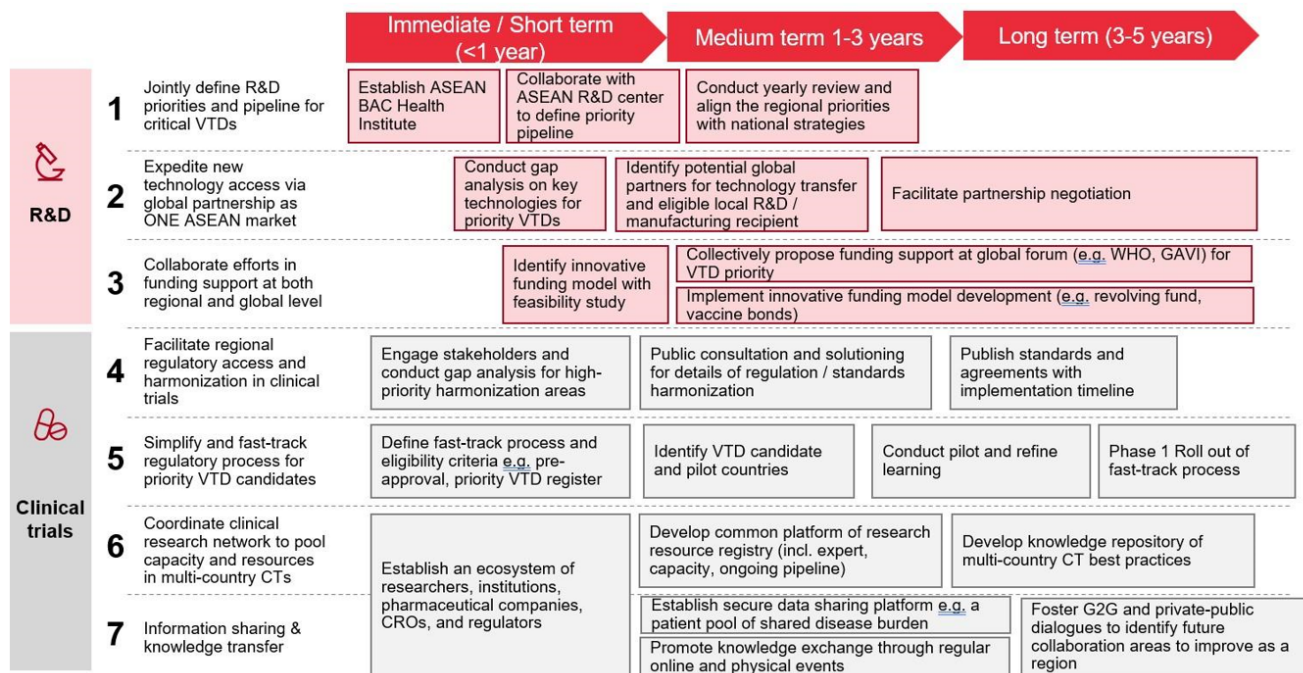 Immediate / Short term
(<1 year)
Medium term 1-3 years
Long term (3-5 years)
R&D
1
Jointly define R&D
priorities and pipeline for
critical VTDs
Establish ASEAN
BAC Health
Institute
Collaborate with
ASEAN R&D center
to define priority
pipeline
Conduct yearly review and
align the regional priorities
with national strategies
2
Expedite new
technology access via
global partnership as
ONE ASEAN market
Conduct gap
analysis on key
technologies for
priority VTDs
Identify potential global
partners for technology transfer
and eligible local R&D /
manufacturing recipient
Facilitate partnership negotiation
3
Collaborate efforts in
funding support at both
regional and global level
Identify innovative
funding model with
feasibility study
Collectively propose funding support at global forum (e.g. WHO, GAVI) for
VTD priority
Implement innovative funding model development (e.g. revolving fund,
vaccine bonds)
Clinical
trials
4
Facilitate regional
regulatory access and
harmonization in clinical
trials
Engage stakeholders and
conduct gap analysis for high-
priority harmonization areas
Public consultation and solutioning
for details of regulation / standards
harmonization
Publish standards and
agreements with
implementation timeline
5
Simplify and fast-track
regulatory process for
priority VTD candidates
Define fast-track process and
eligibility criteria e.g. pre-
approval, priority VTD register
Identify VTD candidate
and pilot countries
Conduct pilot and refine
learning
Phase 1 Roll out of
fast-track process
6
Coordinate clinical
research network to pool
capacity and resources
in multi-country CTs
Establish an ecosystem of
researchers, institutions,
pharmaceutical companies,
CROs, and regulators
Develop common platform of research
resource registry (incl. expert,
capacity, ongoing pipeline)
Develop knowledge repository of
multi-country CT best practices
7
Information sharing &
knowledge transfer
Establish secure data sharing platform e.g. a
patient pool of shared disease burden
Promote knowledge exchange through regular
online and physical events
Foster G2G and private-public
dialogues to identify future
collaboration areas to improve as a
region